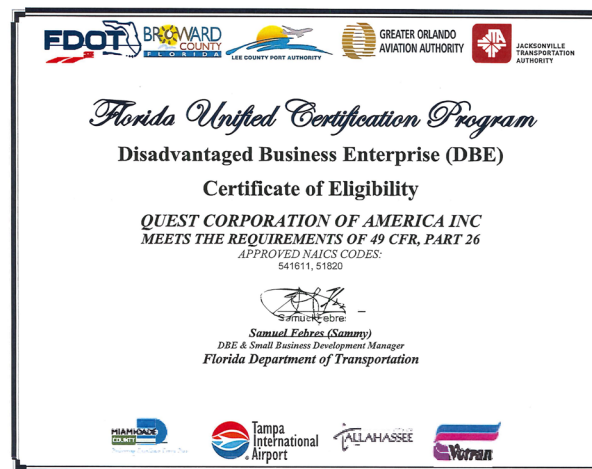 FDOT
BROWARD
COUNTY
FLORIDA
LEE COUNTY PORT AUTHORITY
GREATER ORLANDO
AVIATION AUTHORITY
JTA
JACKSONVILLE
TRANSPORTATION
AUTHORITY
Florida Unified Certification Program
Disadvantaged Business Enterprise (DBE)
Certificate of Eligibility
QUEST CORPORATION OF AMERICA INC
MEETS THE REQUIREMENTS OF 49 CFR, PART 26
APPROVED NAICS CODES:
541611, 51820
Samuel Febres
Samuel Febres (Sammy)
DBE & Small Business Development Manager
Florida Department of Transportation
MIAMI-DADE
COUNTY
Tampa
International
Airport
TALLAHASSEE
Votran